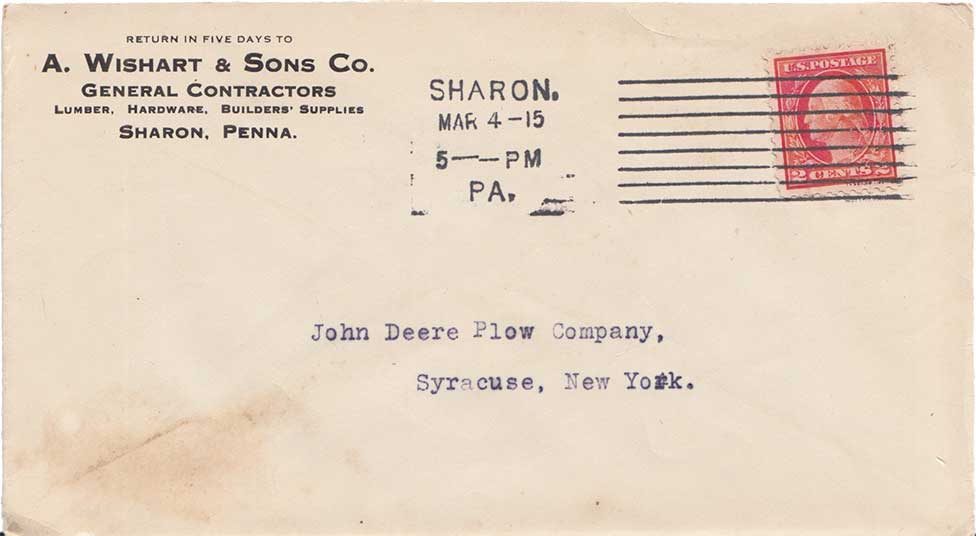 RETURN IN FIVE DAYS TO
A. WISHART & SONS CO.
GENERAL CONTRACTORS
LUMBER, HARDWARE, BUILDERS' SUPPLIES
SHARON, PENNA.
SHARON.
MAR 4-15
5--PM
PA.
U.S. POSTAGE
2 CENTS 2
John Deere Plow Company,
Syracuse, New York.